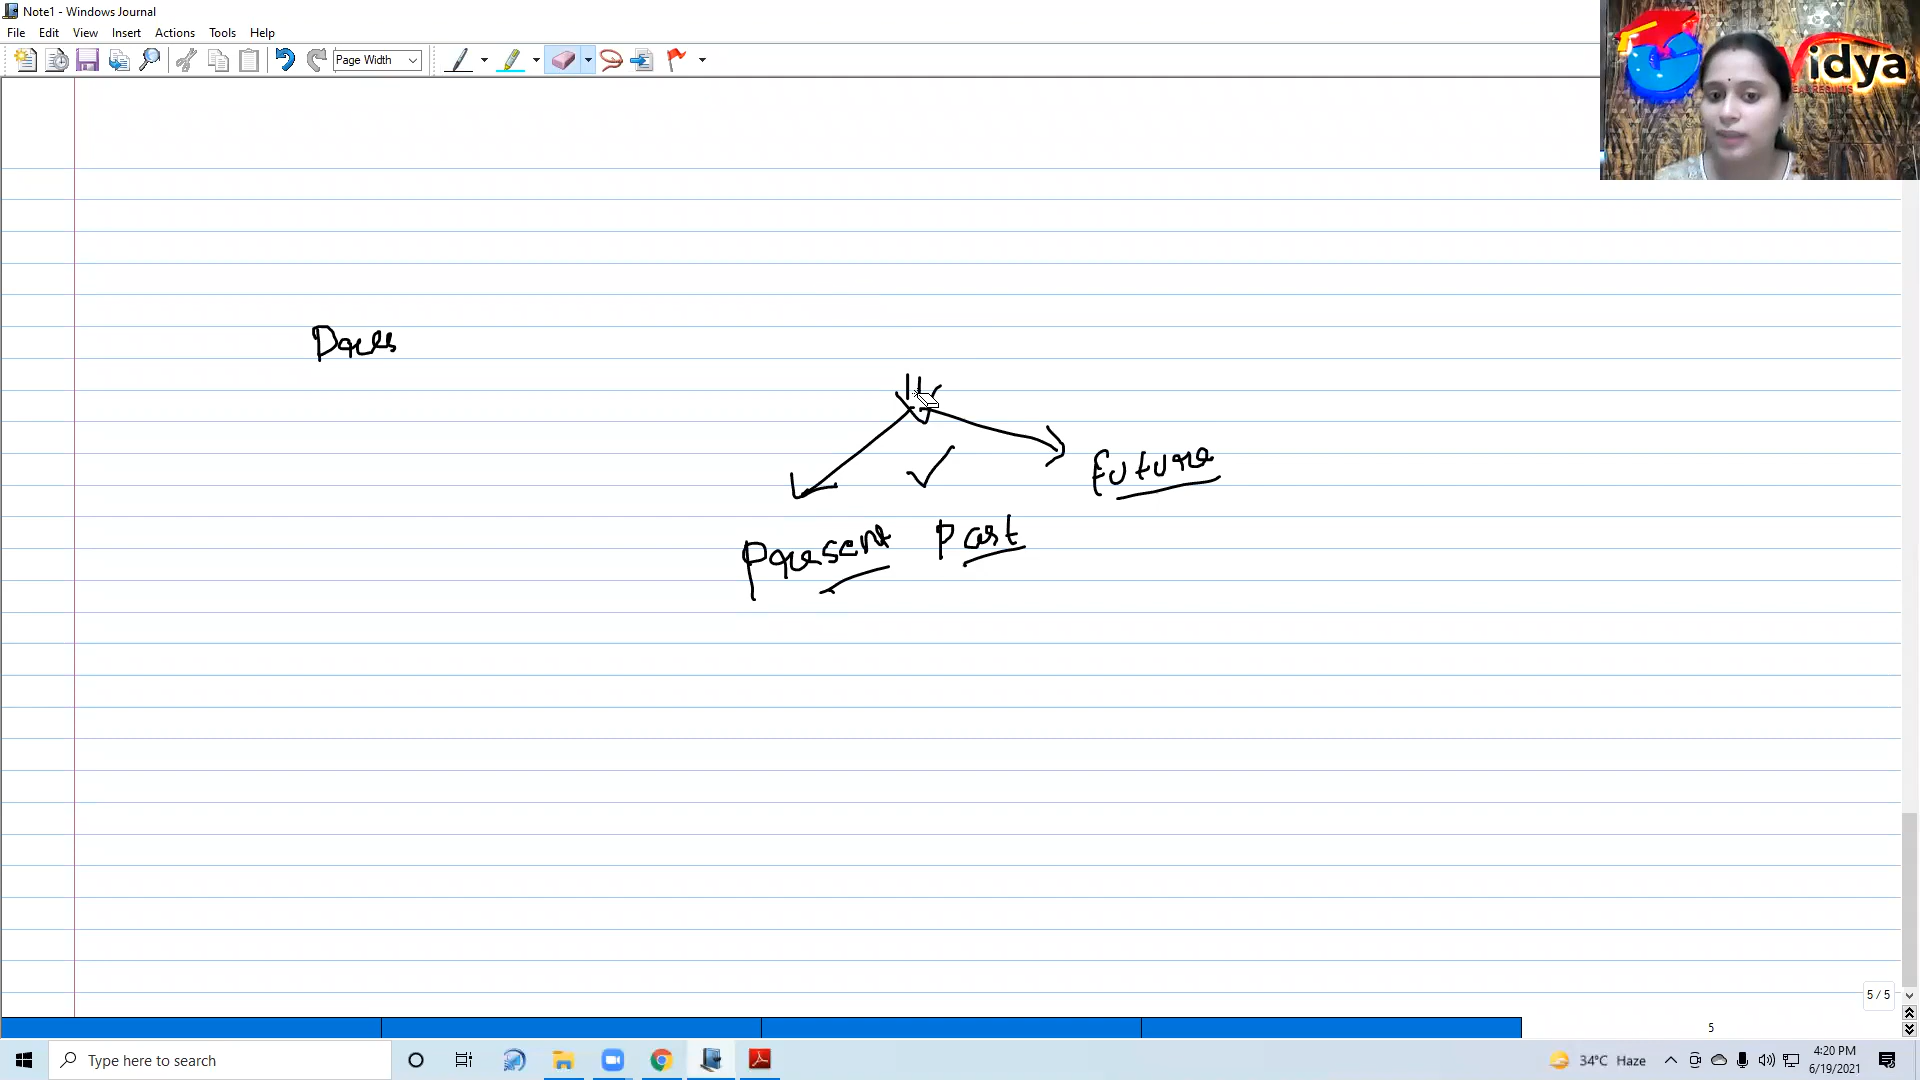 Note1 - Windows Journal
File Edit View Insert Actions Tools Help
Page Width
Vidya
future
Present Past
5 / 5
5
Type here to search
34°C Haze
4:20 PM
6/19/2021